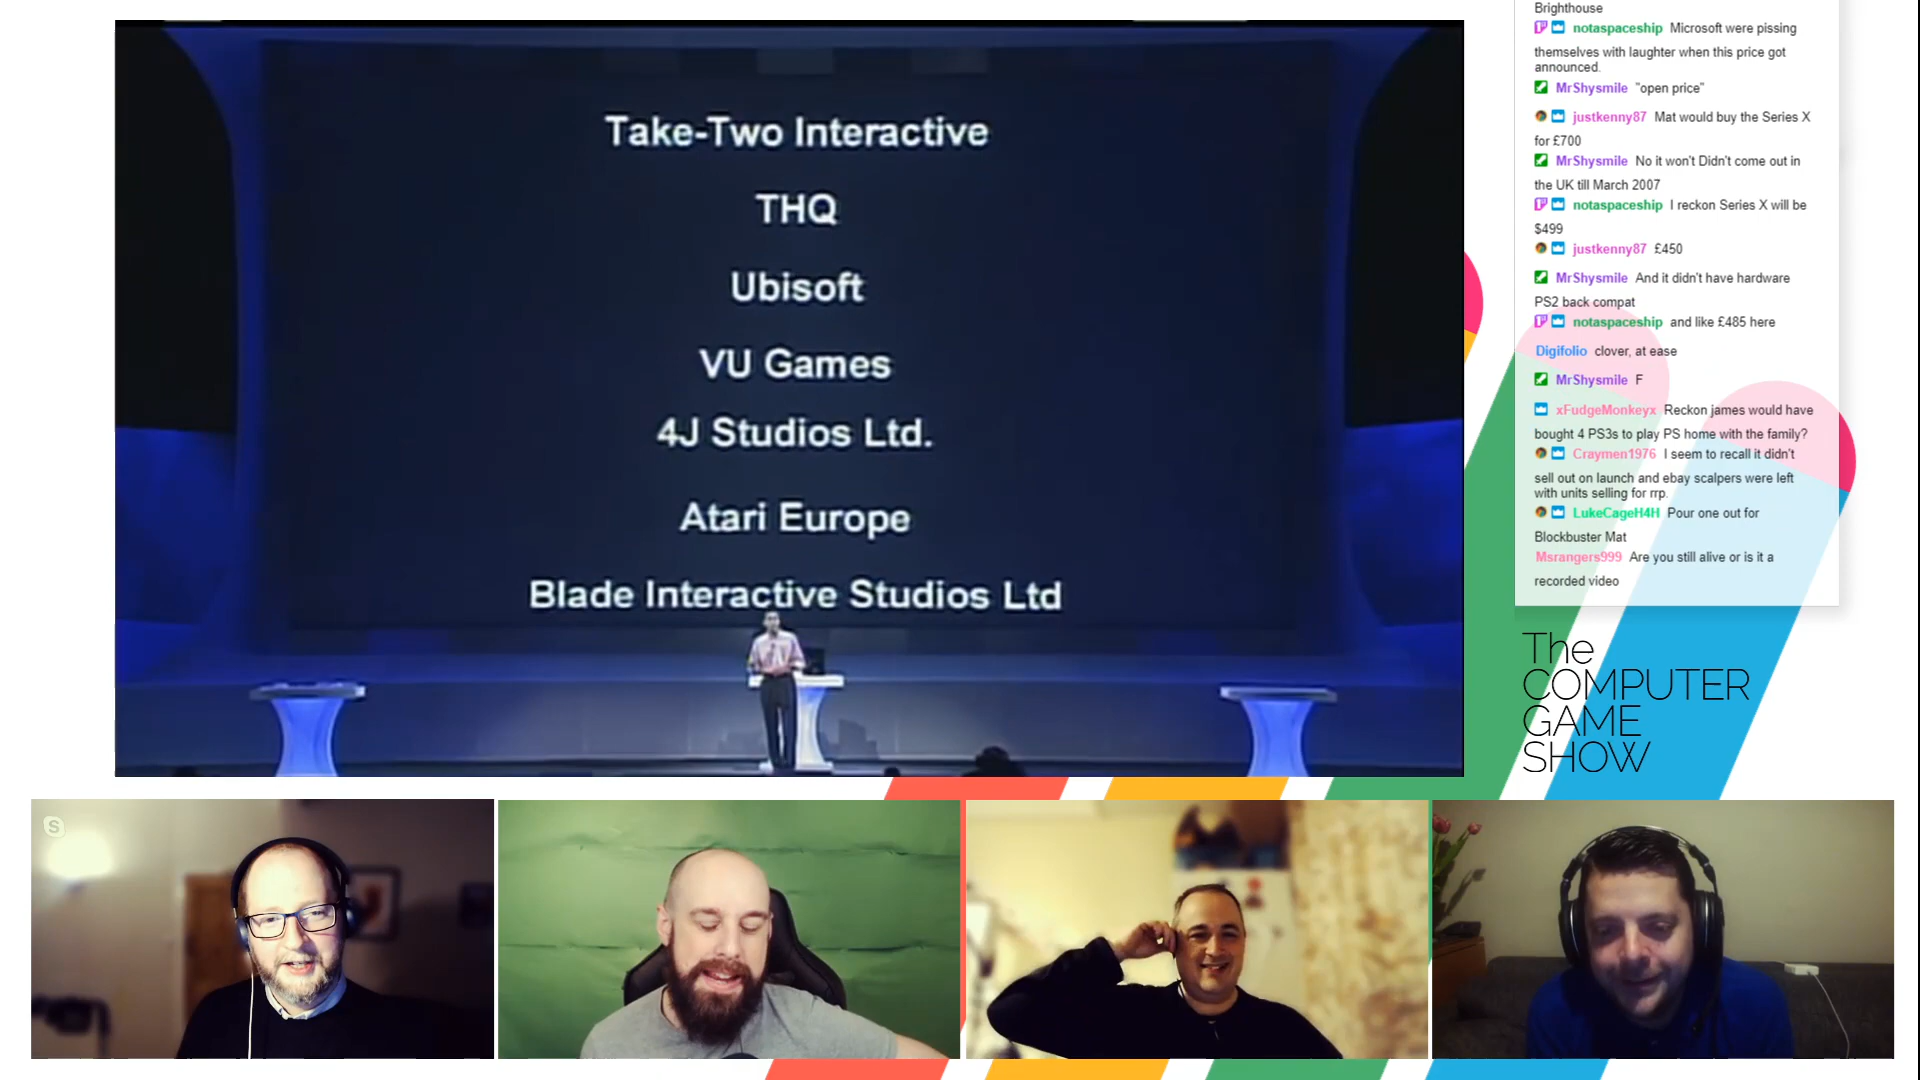 Take-Two Interactive
THQ
Ubisoft
VU Games
4J Studios Ltd.
Atari Europe
Blade Interactive Studios Ltd
Brighthouse
notaspaceship Microsoft were pissing
themselves with laughter when this price got
announced.
MrShysmile "open price"
justkenny87 Mat would buy the Series X
for £700
MrShysmile No it won't Didn't come out in
the UK till March 2007
notaspaceship I reckon Series X will be
$499
justkenny87 £450
MrShysmile And it didn't have hardware
PS2 back compat
notaspaceship and like £485 here
Digifolio clover, at ease
MrShysmile F
xFudgeMonkeyx Reckon james would have
bought 4 PS3s to play PS home with the family?
Craymen1976 I seem to recall it didn't
sell out on launch and ebay scalpers were left
with units selling for rrp.
LukeCageH4H Pour one out for
Blockbuster Mat
Msrangers999 Are you still alive or is it a
recorded video
The
COMPUTER
GAME
SHOW
S